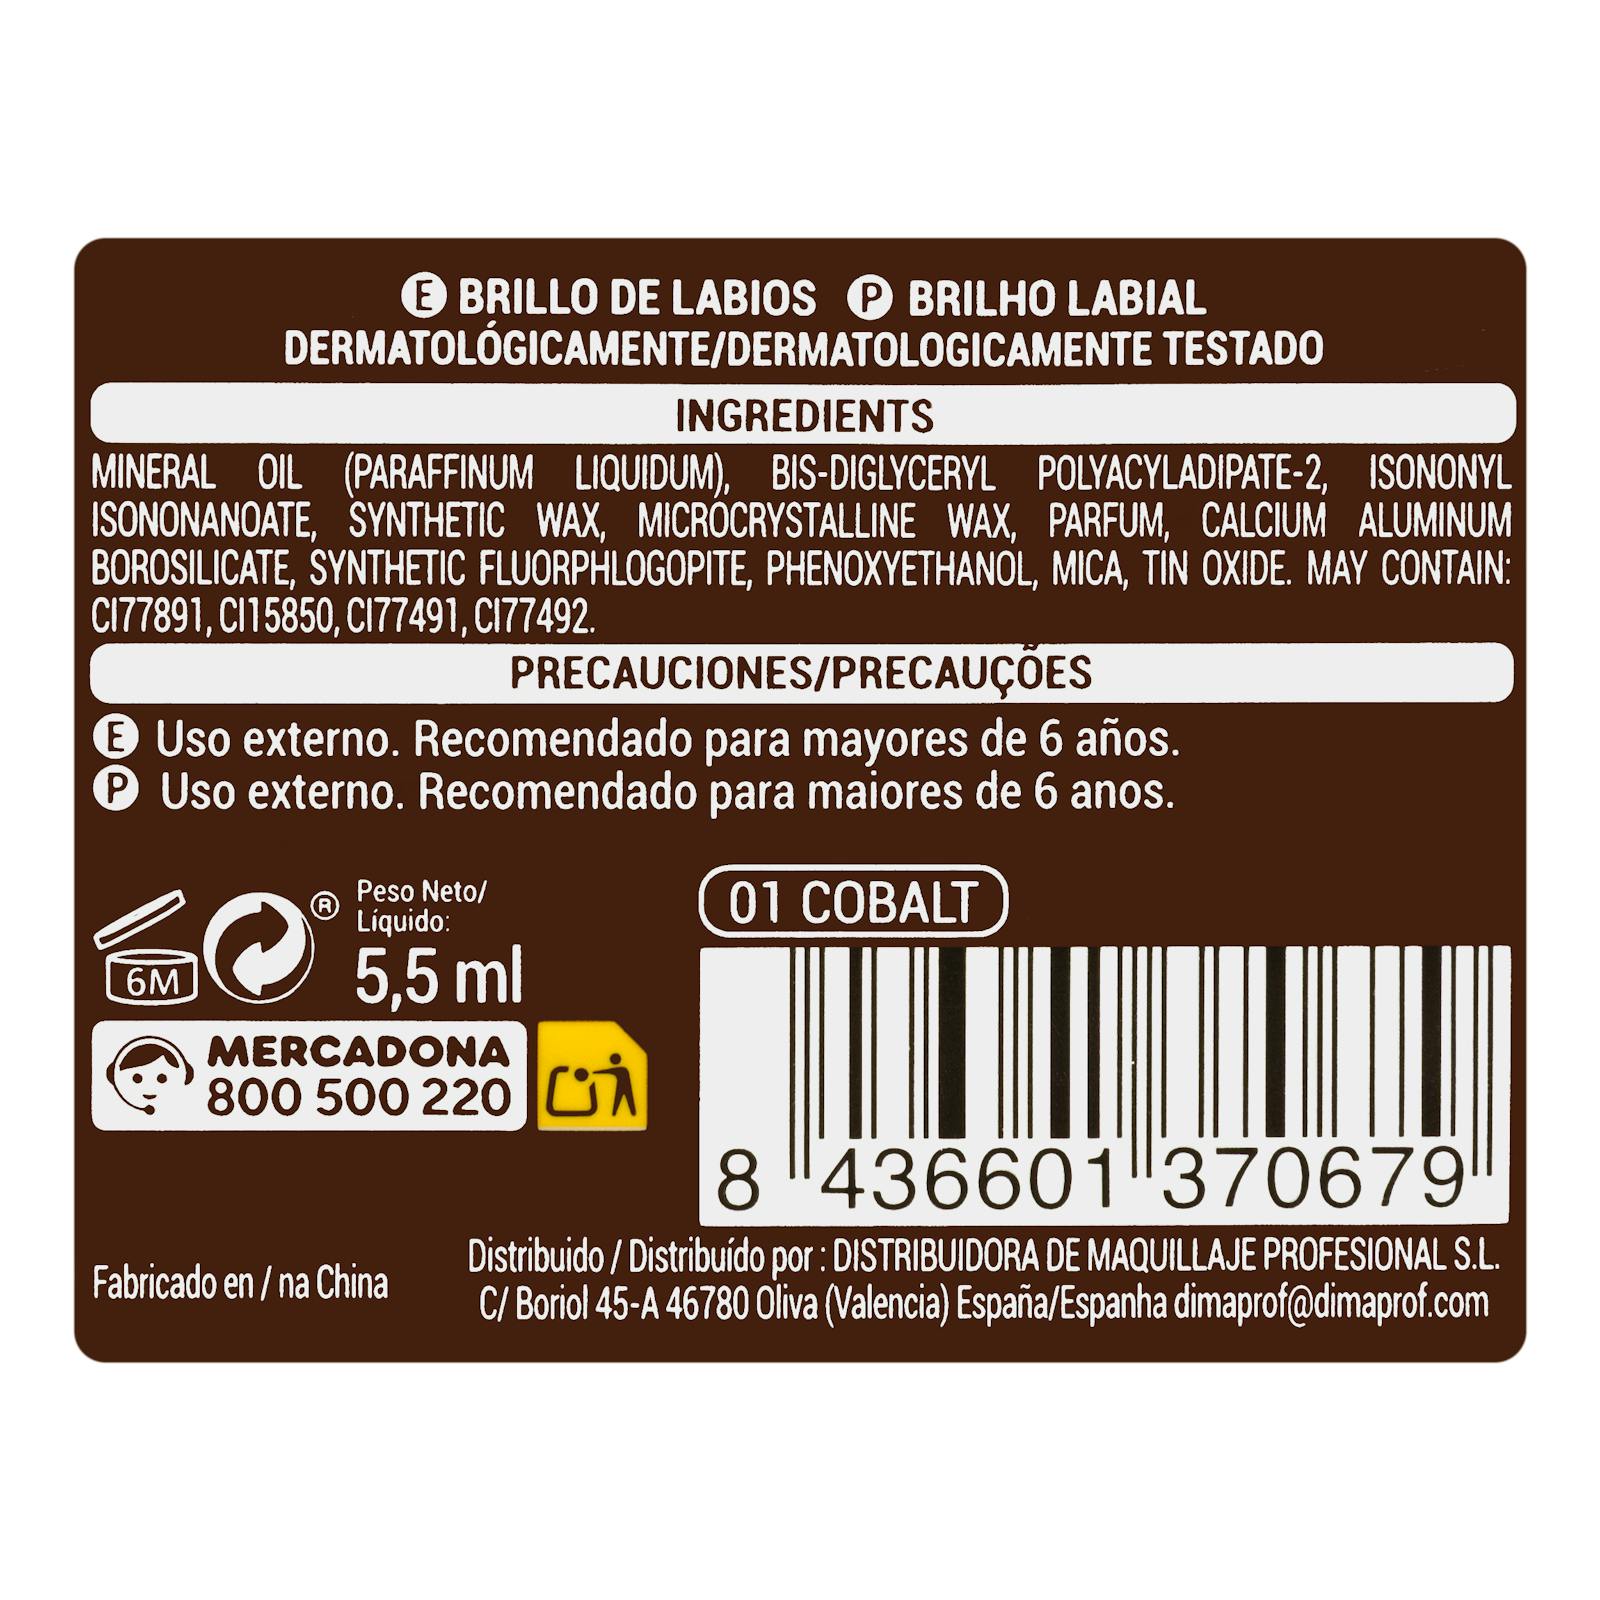 E BRILLO DE LABIOS P BRILHO LABIAL
DERMATOLÓGICAMENTE/DERMATOLOGICAMENTE TESTADO
INGREDIENTS
MINERAL OIL (PARAFFINUM LIQUIDUM), BIS-DIGLYCERYL POLYACYLADIPATE-2, ISONONYL
ISONONANOATE, SYNTHETIC WAX, MICROCRYSTALLINE WAX, PARFUM, CALCIUM ALUMINUM
BOROSILICATE, SYNTHETIC FLUORPHLOGOPITE, PHENOXYETHANOL, MICA, TIN OXIDE. MAY CONTAIN:
CI77891, CI15850, CI77491, CI77492.
PRECAUCIONES/PRECAUÇÕES
E Uso externo. Recomendado para mayores de 6 años.
P Uso externo. Recomendado para maiores de 6 anos.
6M
®
Peso Neto/
Líquido:
5,5 ml
MERCADONA
800 500 220
01 COBALT
8 436601 370679
Fabricado en / na China
Distribuido / Distribuído por : DISTRIBUIDORA DE MAQUILLAJE PROFESIONAL S.L.
C/ Boriol 45-A 46780 Oliva (Valencia) España/Espanha dimaprof@dimaprof.com